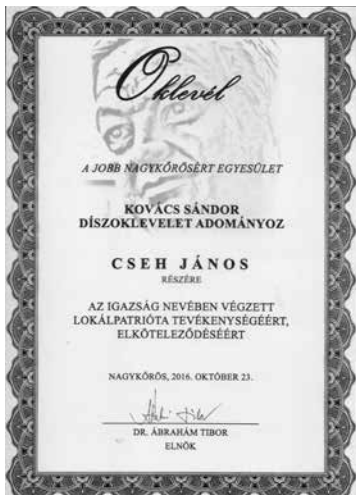 Oklevél
A JOBB NAGYKŐRÖSÉRT EGYESÜLET
KOVÁCS SÁNDOR
DÍSZOKLEVELET ADOMÁNYOZ
CSEH JÁNOS
RÉSZÉRE
AZ IGAZSÁG NEVÉBEN VÉGZETT
LOKÁLPATRIÓTA TEVÉKENYSÉGÉÉRT,
ELKÖTELEZŐDÉSÉÉRT
NAGYKŐRÖS, 2016. OKTÓBER 23.
DR. ÁBRAHÁM TIBOR
ELNÖK